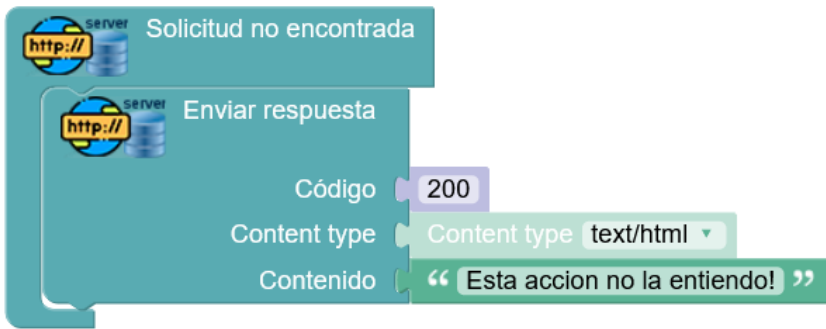 http:// server Solicitud no encontrada
http:// server Enviar respuesta
Código 200
Content type Content type text/html
Contenido “ Esta accion no la entiendo! ”